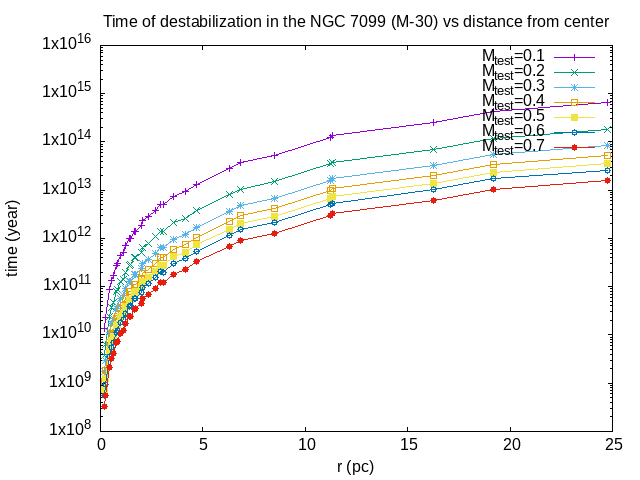 Time of destabilization in the NGC 7099 (M-30) vs distance from center
1x10^16
1x10^15
1x10^14
1x10^13
1x10^12
1x10^11
1x10^10
1x10^9
1x10^8
time (year)
M_test=0.1
M_test=0.2
M_test=0.3
M_test=0.4
M_test=0.5
M_test=0.6
M_test=0.7
0 5 10 15 20 25
r (pc)